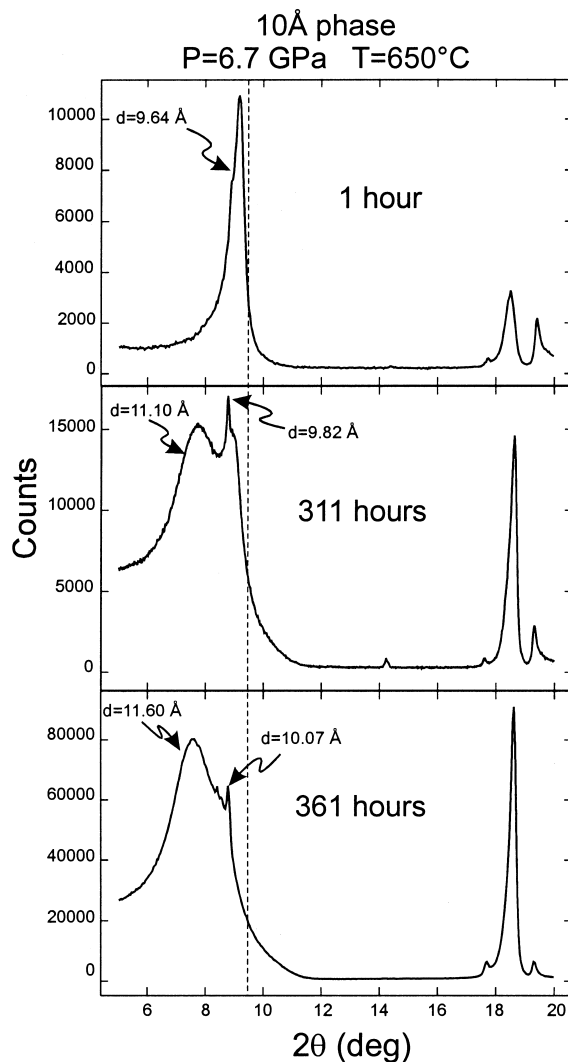 10Å phase
P=6.7 GPa T=650°C
10000
8000
6000
4000
2000
0
d=9.64 Å
1 hour
15000
10000
5000
0
d=11.10 Å
d=9.82 Å
311 hours
Counts
80000
60000
40000
20000
0
d=11.60 Å
d=10.07 Å
361 hours
6 8 10 12 14 16 18 20
2θ (deg)